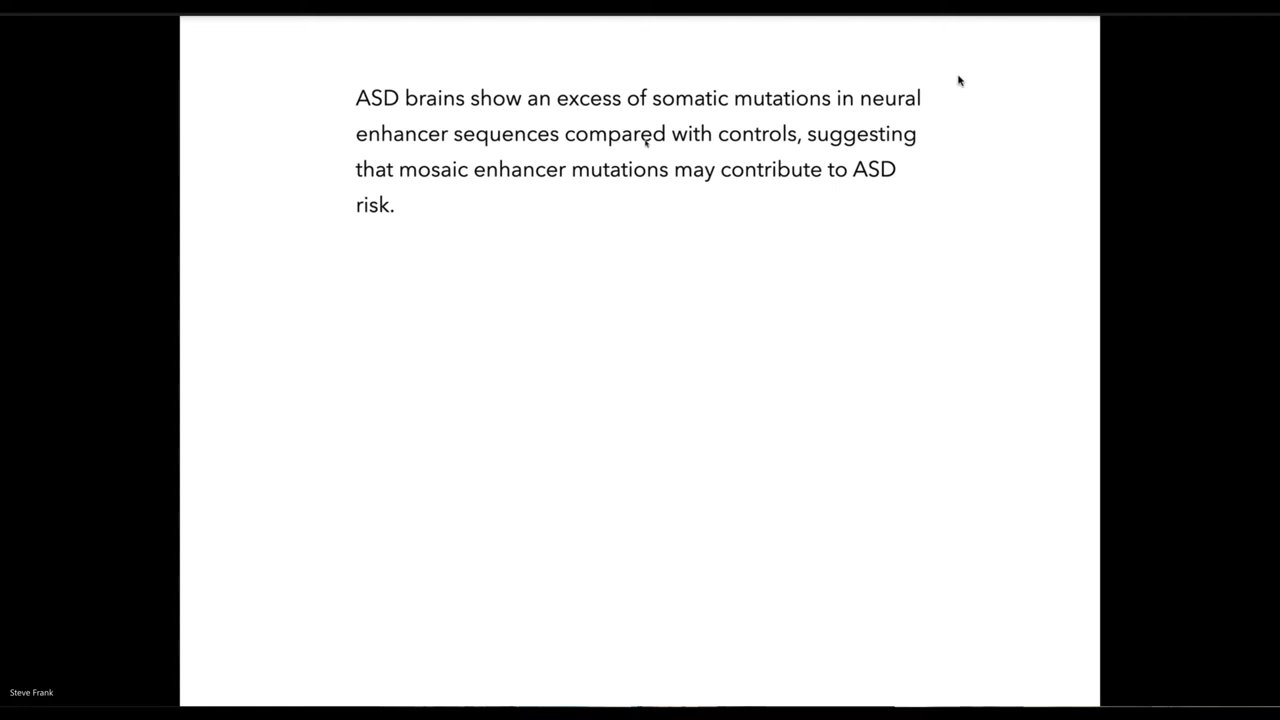 ASD brains show an excess of somatic mutations in neural
enhancer sequences compared with controls, suggesting
that mosaic enhancer mutations may contribute to ASD
risk.
Steve Frank